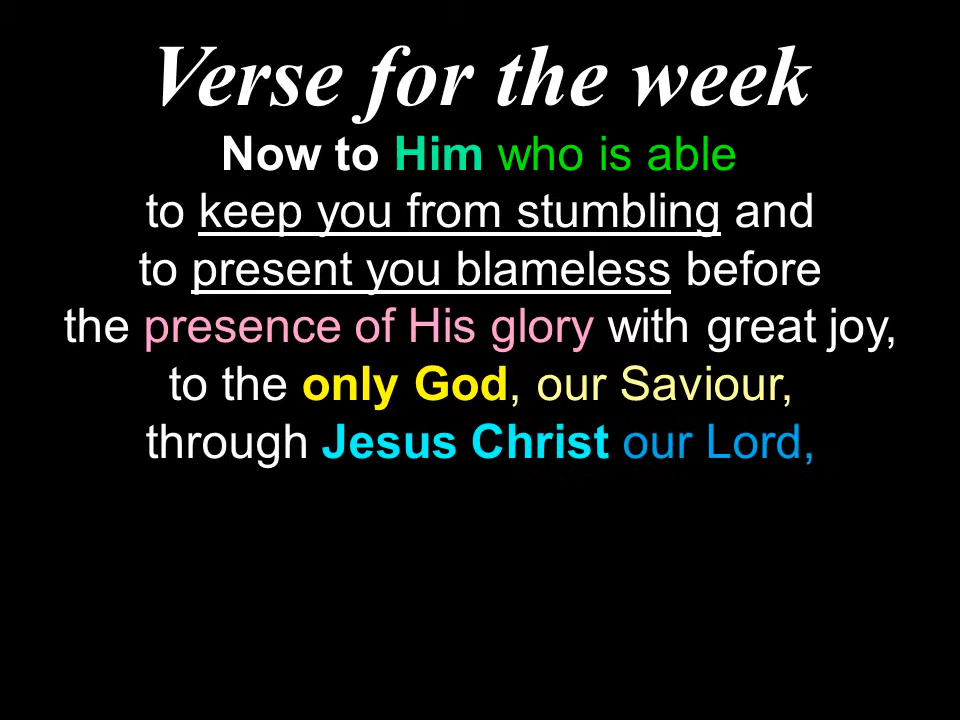 Verse for the week
Now to Him who is able
to keep you from stumbling and
to present you blameless before
the presence of His glory with great joy,
to the only God, our Saviour,
through Jesus Christ our Lord,